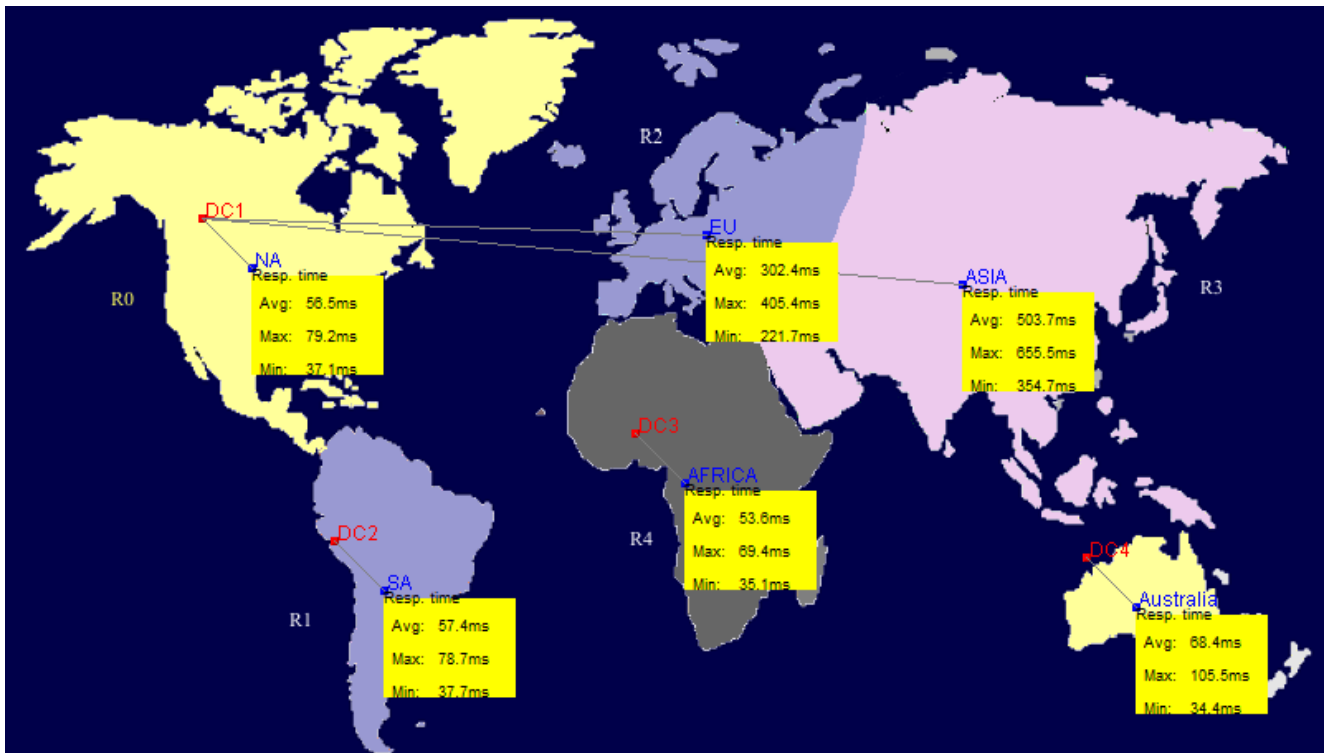 R2
DC1
EU
Resp. time
Avg: 302.4ms
Max: 405.4ms
Min: 221.7ms
NA
Resp. time
Avg: 56.5ms
Max: 79.2ms
Min: 37.1ms
R0
ASIA
Resp. time
Avg: 503.7ms
Max: 655.5ms
Min: 354.7ms
R3
DC3
AFRICA
Resp. time
Avg: 53.6ms
Max: 69.4ms
Min: 35.1ms
R4
DC2
SA
Resp. time
Avg: 57.4ms
Max: 78.7ms
Min: 37.7ms
R1
DC4
Australia
Resp. time
Avg: 68.4ms
Max: 105.5ms
Min: 34.4ms